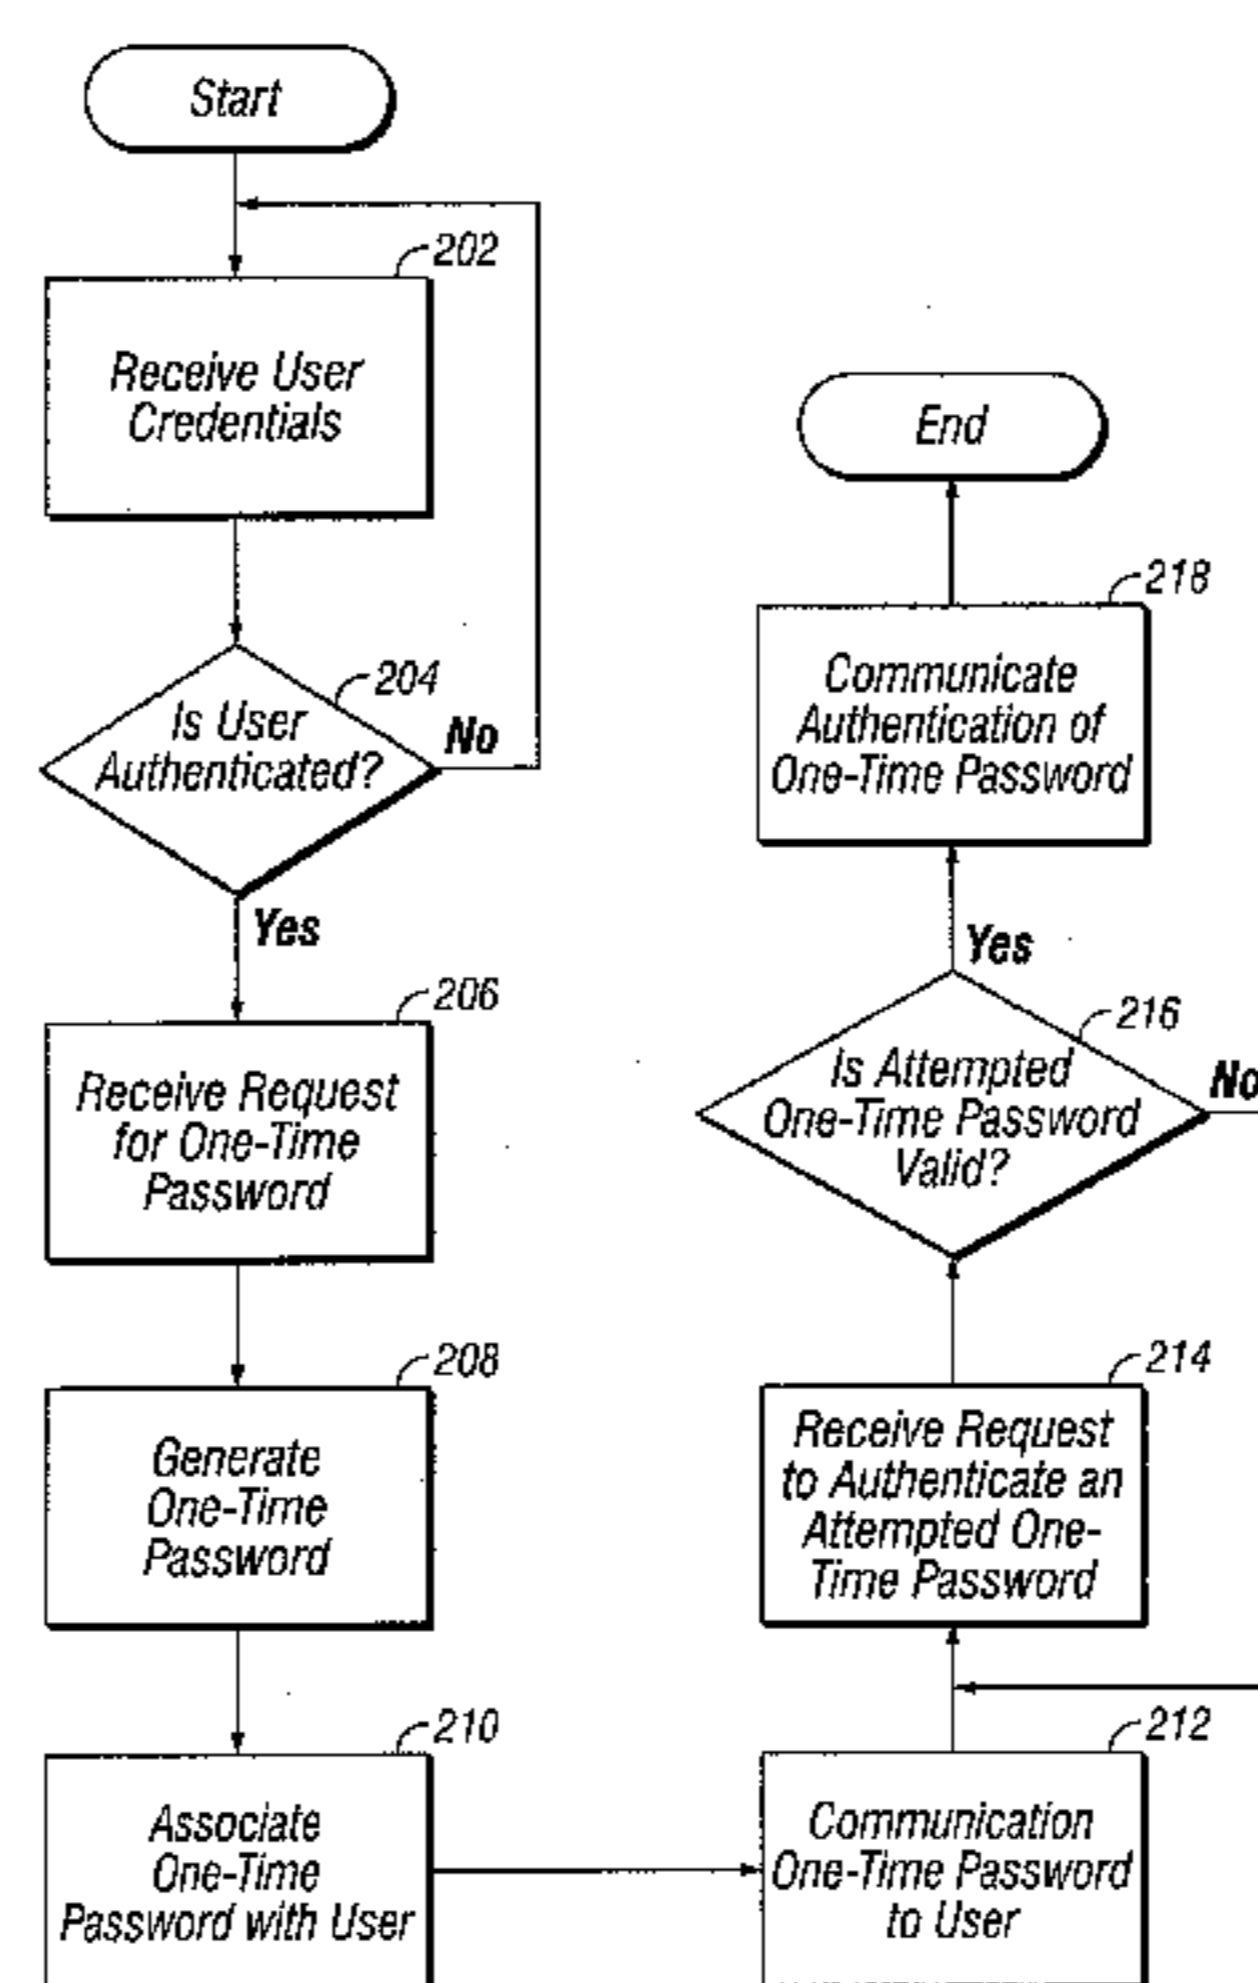 Start
202
Receive User
Credentials
204
Is User
Authenticated?
No
Yes
206
Receive Request
for One-Time
Password
208
Generate
One-Time
Password
210
Associate
One-Time
Password with User
212
Communication
One-Time Password
to User
214
Receive Request
to Authenticate an
Attempted One-
Time Password
216
Is Attempted
One-Time Password
Valid?
No
Yes
218
Communicate
Authentication of
One-Time Password
End